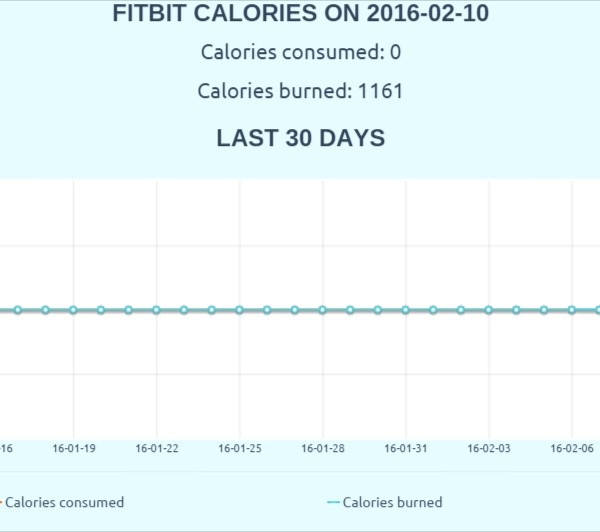 FITBIT CALORIES ON 2016-02-10
Calories consumed: 0
Calories burned: 1161
LAST 30 DAYS
-16 16-01-19 16-01-22 16-01-25 16-01-28 16-01-31 16-02-03 16-02-06
Calories consumed Calories burned